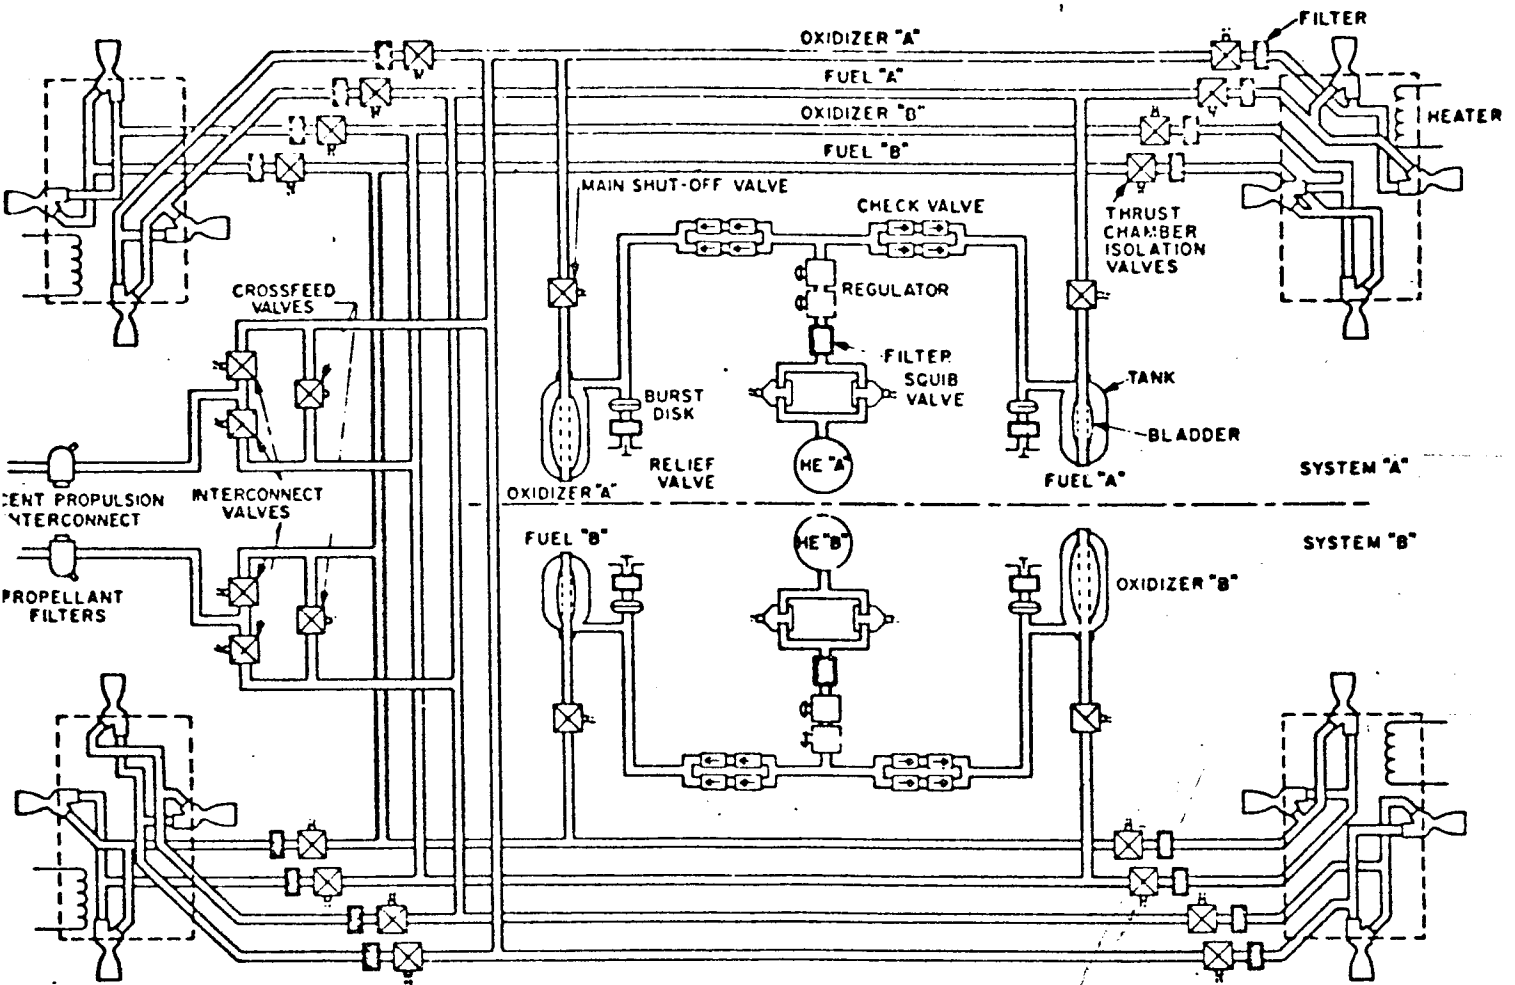 FILTER
OXIDIZER "A"
FUEL "A"
OXIDIZER "B"
HEATER
FUEL "B"
MAIN SHUT-OFF VALVE
CHECK VALVE
THRUST
CHAMBER
ISOLATION
VALVES
CROSSFEED
VALVES
REGULATOR
FILTER
SQUIB
VALVE
TANK
BURST
DISK
BLADDER
HE "A"
RELIEF
VALVE
SYSTEM "A"
FUEL "A"
OXIDIZER "A"
CENT PROPULSION
NTERCONNECT
INTERCONNECT
VALVES
FUEL "B"
HE "B"
SYSTEM "B"
OXIDIZER "B"
PROPELLANT
FILTERS